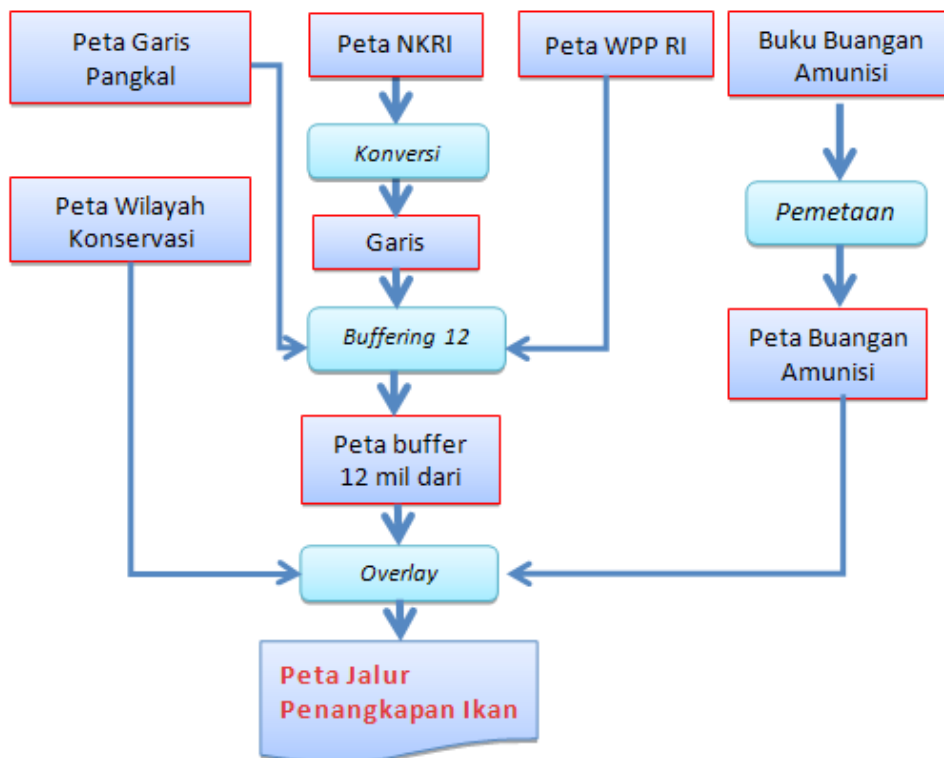 Peta Garis
Pangkal
Peta NKRI
Peta WPP RI
Buku Buangan
Amunisi
Konversi
Peta Wilayah
Konservasi
Garis
Pemetaan
Buffering 12
Peta Buangan
Amunisi
Peta buffer
12 mil dari
Overlay
Peta Jalur
Penangkapan Ikan